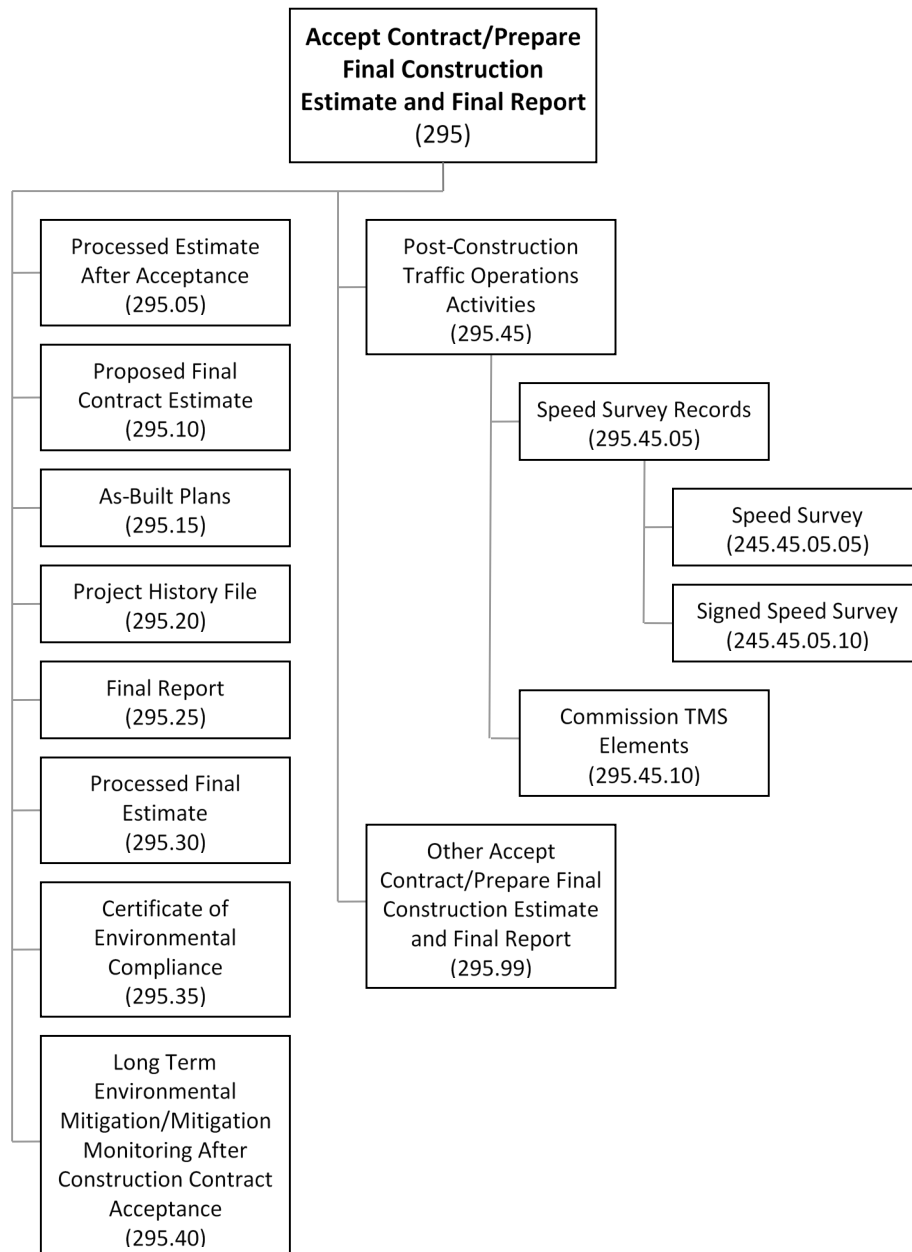 Accept Contract/Prepare
Final Construction
Estimate and Final Report
(295)
Processed Estimate
After Acceptance
(295.05)
Proposed Final
Contract Estimate
(295.10)
As-Built Plans
(295.15)
Project History File
(295.20)
Final Report
(295.25)
Processed Final
Estimate
(295.30)
Certificate of
Environmental
Compliance
(295.35)
Long Term
Environmental
Mitigation/Mitigation
Monitoring After
Construction Contract
Acceptance
(295.40)
Post-Construction
Traffic Operations
Activities
(295.45)
Speed Survey Records
(295.45.05)
Speed Survey
(245.45.05.05)
Signed Speed Survey
(245.45.05.10)
Commission TMS
Elements
(295.45.10)
Other Accept
Contract/Prepare Final
Construction Estimate
and Final Report
(295.99)